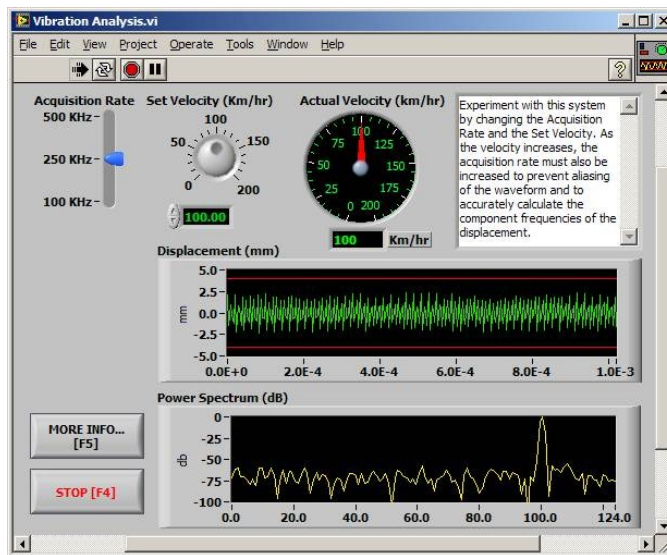 Vibration Analysis.vi
File Edit View Project Operate Tools Window Help
?
Acquisition Rate
500 KHz
250 KHz
100 KHz
Set Velocity (Km/hr)
100
50 150
0 200
100.00
Actual Velocity (km/hr)
100
75 125
50 150
25 175
0 200
100 Km/hr
Experiment with this system
by changing the Acquisition
Rate and the Set Velocity. As
the velocity increases, the
acquisition rate must also be
increased to prevent aliasing
of the waveform and to
accurately calculate the
component frequencies of the
displacement.
Displacement (mm)
mm
5.0
2.5
0.0
-2.5
-5.0
0.0E+0 2.0E-4 4.0E-4 6.0E-4 8.0E-4 1.0E-3
MORE INFO...
[F5]
STOP [F4]
Power Spectrum (dB)
db
0
-25
-50
-75
-100
0.0 20.0 40.0 60.0 80.0 100.0 124.0